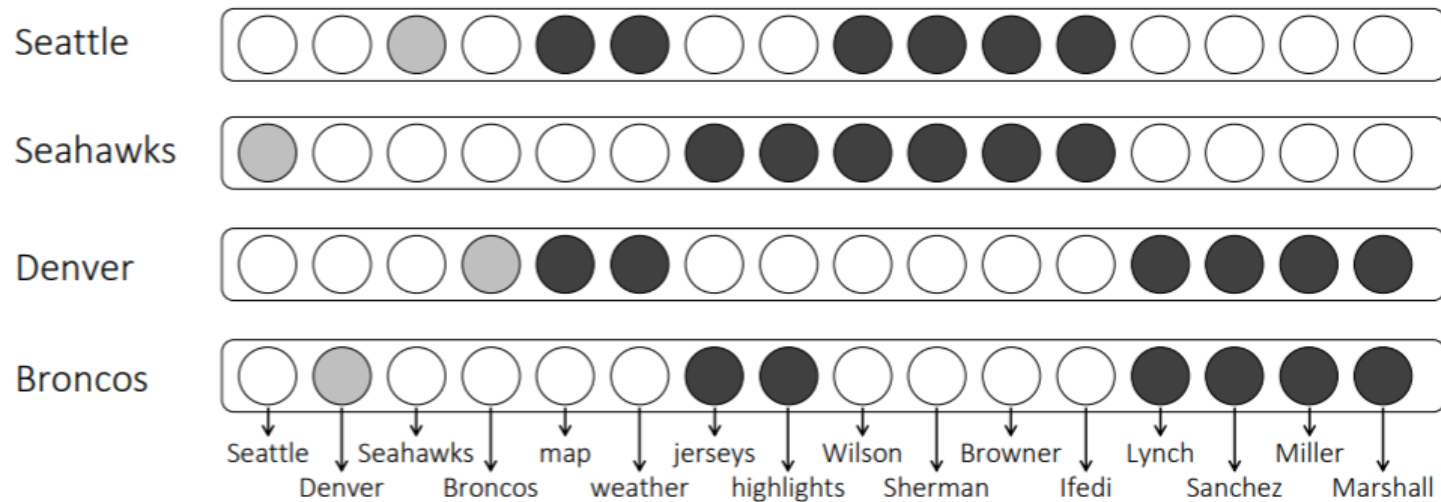 Seattle
Seahawks
Denver
Broncos
Seattle Seahawks map jerseys Wilson Browner Lynch Miller
Denver Broncos weather highlights Sherman Ifedi Sanchez Marshall